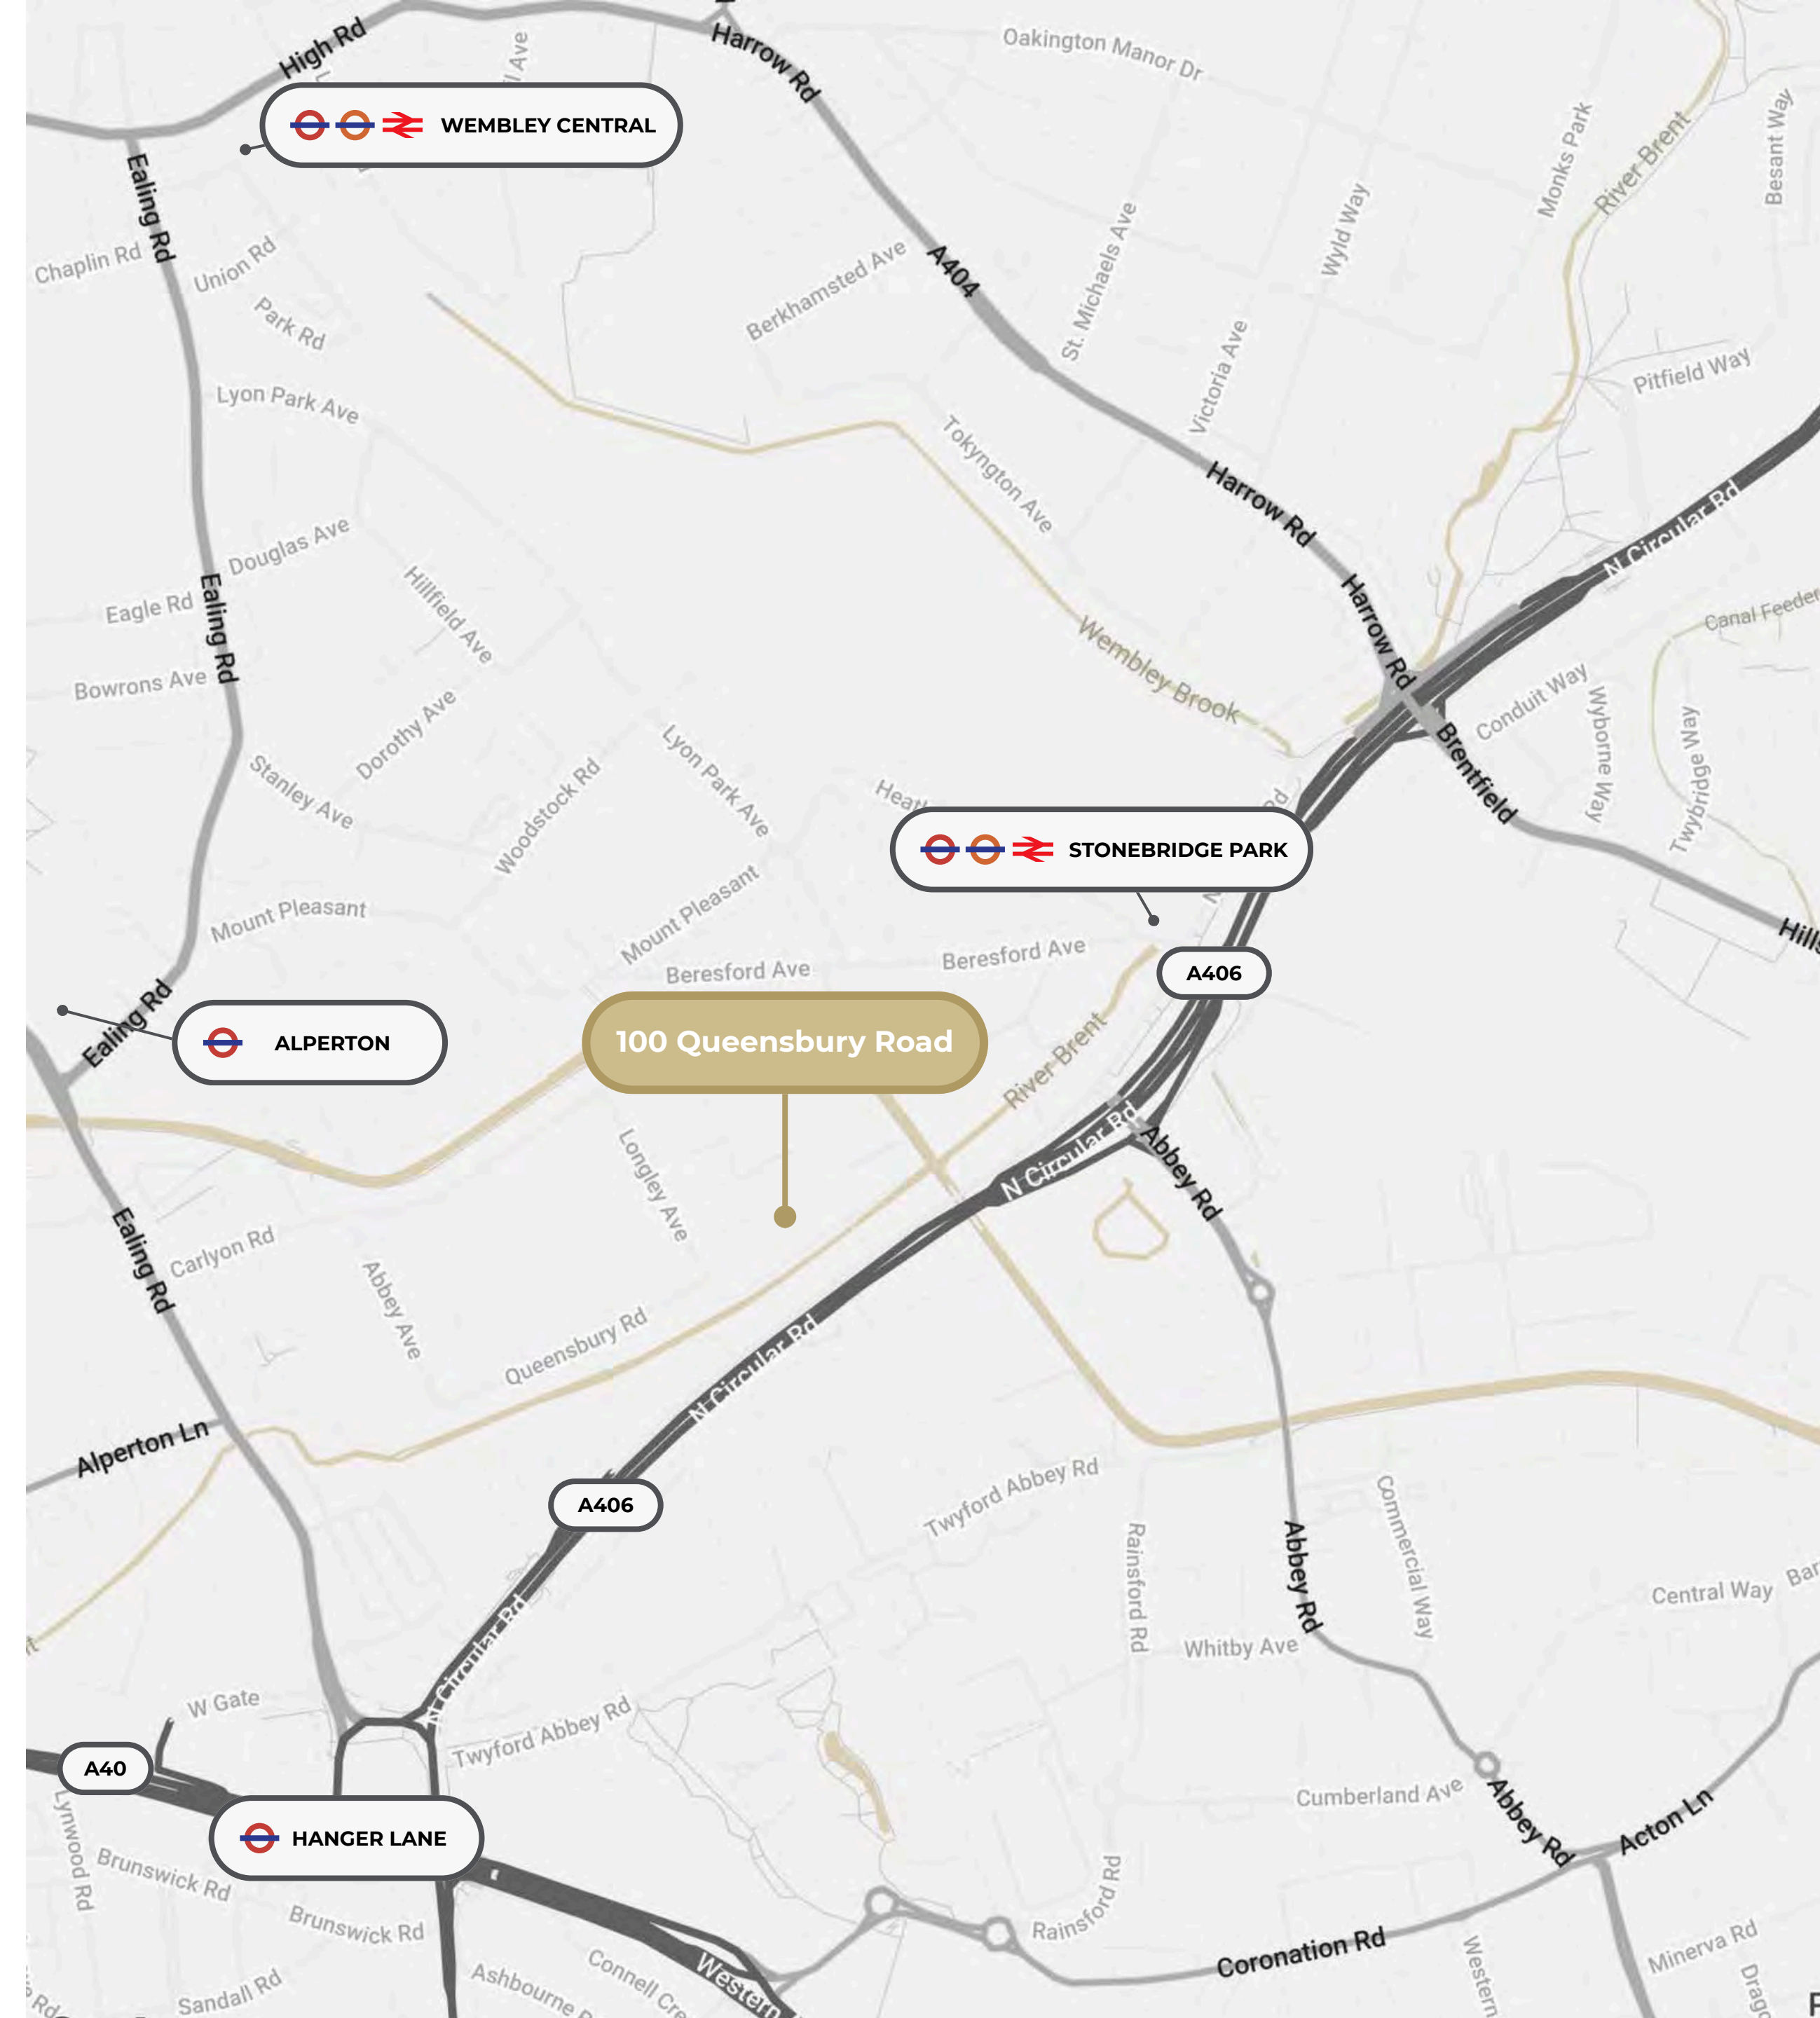 High Rd
Harrow Rd
Oakington Manor Dr
WEMBLEY CENTRAL
Besant Way
Monks Park
River Brent
Ealing Rd
Chaplin Rd
Union Rd
Park Rd
Berkhamsted Ave
A404
St. Michaels Ave
Wyld Way
Victoria Ave
Pitfield Way
Lyon Park Ave
Tokyngton Ave
Harrow Rd
N Circular Rd
Douglas Ave
Eagle Rd
Ealing Rd
Hillfield Ave
Harrow Rd
Canal Feeder
Bowrons Ave
Wembley Brook
Conduit Way
Wyborne Way
Twybridge Way
Dorothy Ave
Stanley Ave
Woodstock Rd
Lyon Park Ave
Brentfield
STONEBRIDGE PARK
Mount Pleasant
Mount Pleasant
Beresford Ave
Beresford Ave
A406
Ealing Rd
ALPERTON
100 Queensbury Road
River Brent
N Circular Rd
Abbey Rd
Longley Ave
Ealing Rd
Carlyon Rd
Abbey Ave
Queensbury Rd
N Circular Rd
Alperton Ln
A406
Twyford Abbey Rd
Rainsford Rd
Commercial Way
Abbey Rd
Central Way
Whitby Ave
N Circular Rd
W Gate
Twyford Abbey Rd
A40
HANGER LANE
Lynwood Rd
Cumberland Ave
Abbey Rd
Acton Ln
Brunswick Rd
Brunswick Rd
Rainsford Rd
Coronation Rd
Minerva Rd
Western
Western
Sandall Rd
Ashbourne
Connell Cre